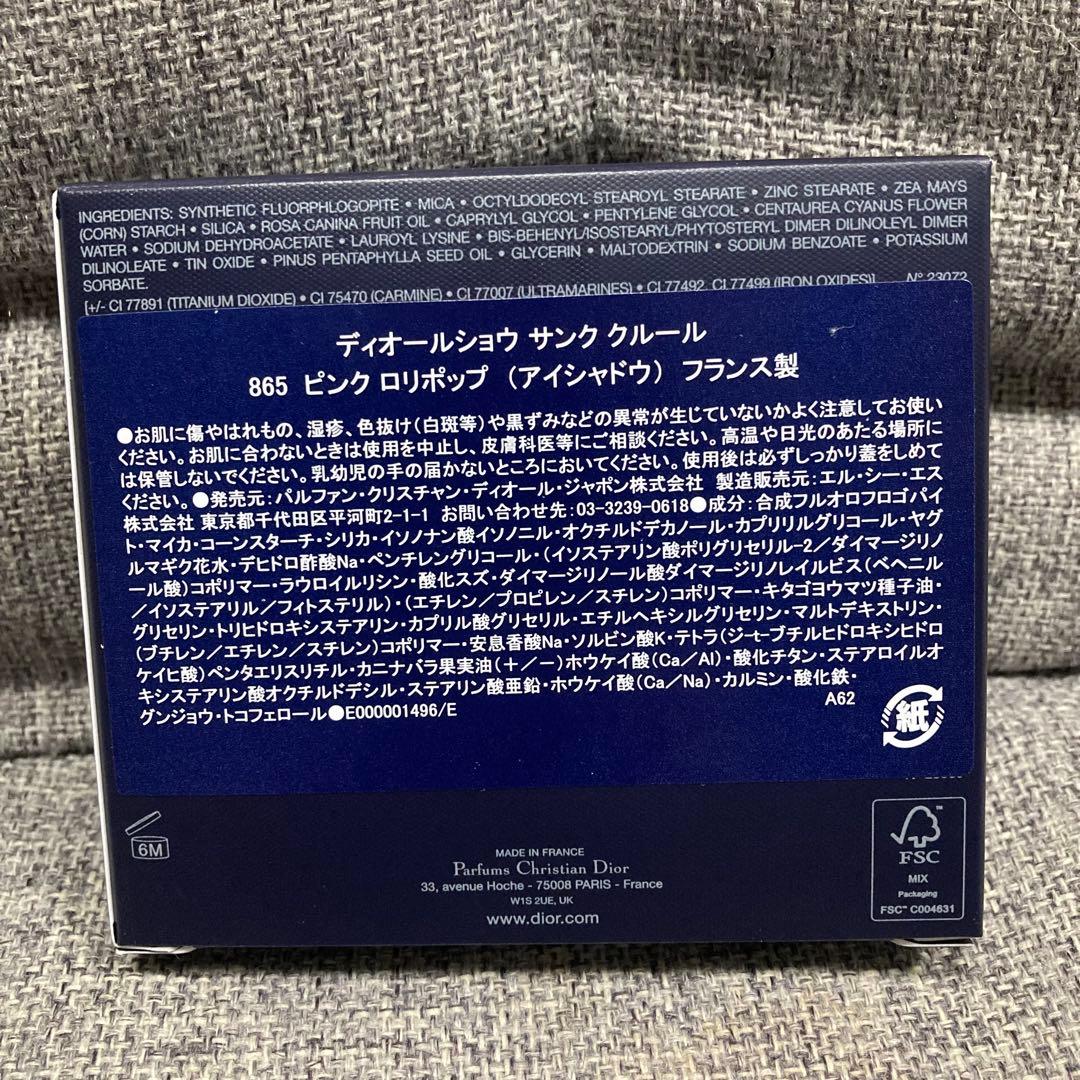 INGREDIENTS: SYNTHETIC FLUORPHLOGOPITE • MICA • OCTYLDODECYL STEAROYL STEARATE • ZINC STEARATE • ZEA MAYS
(CORN) STARCH • SILICA • ROSA CANINA FRUIT OIL • CAPRYLYL GLYCOL • PENTYLENE GLYCOL • CENTAUREA CYANUS FLOWER
WATER • SODIUM DEHYDROACETATE • LAUROYL LYSINE • BIS-BEHENYL/ISOSTEARYL/PHYTOSTERYL DIMER DILINOLEYL DIMER
DILINOLEATE • TIN OXIDE • PINUS PENTAPHYLLA SEED OIL • GLYCERIN • MALTODEXTRIN • SODIUM BENZOATE • POTASSIUM
SORBATE.
[+/- CI 77891 (TITANIUM DIOXIDE) • CI 75470 (CARMINE) • CI 77007 (ULTRAMARINES) • CI 77492, CI 77499 (IRON OXIDES)] N° 23072
ディオールショウ サンク クルール
865 ピンク ロリポップ (アイシャドウ) フランス製
●お肌に傷やはれもの、湿疹、色抜け(白斑等)や黒ずみなどの異常が生じていないかよく注意してお使い
ください。お肌に合わないときは使用を中止し、皮膚科医等にご相談ください。高温や日光のあたる場所に
は保管しないでください。乳幼児の手の届かないところにおいてください。使用後は必ずしっかり蓋をしめて
ください。●発売元:パルファン・クリスチャン・ディオール・ジャポン株式会社 製造販売元:エル・シー・エス
株式会社 東京都千代田区平河町2-1-1 お問い合わせ先:03-3239-0618●成分:合成フルオロフロゴパイ
ト・マイカ・コーンスターチ・シリカ・イソノナン酸イソノニル・オクチルドデカノール・カプリリルグリコール・ヤグ
ルマギク花水・デヒドロ酢酸Na・ペンチレングリコール・(イソステアリン酸ポリグリセリル-2/ダイマージリノ
ール酸)コポリマー・ラウロイルリシン・酸化スズ・ダイマージリノール酸ダイマージリノレイルビス(ベヘニル
/イソステアリル/フィトステリル)・(エチレン/プロピレン/スチレン)コポリマー・キタゴヨウマツ種子油・
グリセリン・トリヒドロキシステアリン・カプリル酸グリセリル・エチルヘキシルグリセリン・マルトデキストリン・
(ブチレン/エチレン/スチレン)コポリマー・安息香酸Na・ソルビン酸K・テトラ(ジ-t-ブチルヒドロキシヒドロ
ケイヒ酸)ペンタエリスリチル・カニナバラ果実油(+/-)ホウケイ酸(Ca/Al)・酸化チタン・ステアロイルオ
キシステアリン酸オクチルドデシル・ステアリン酸亜鉛・ホウケイ酸(Ca/Na)・カルミン・酸化鉄・
グンジョウ・トコフェロール●E000001496/E A62
紙
6M
MADE IN FRANCE
Parfums Christian Dior
33, avenue Hoche - 75008 PARIS - France
W1S 2UE, UK
www.dior.com
FSC
MIX
Packaging
FSC™ C004631